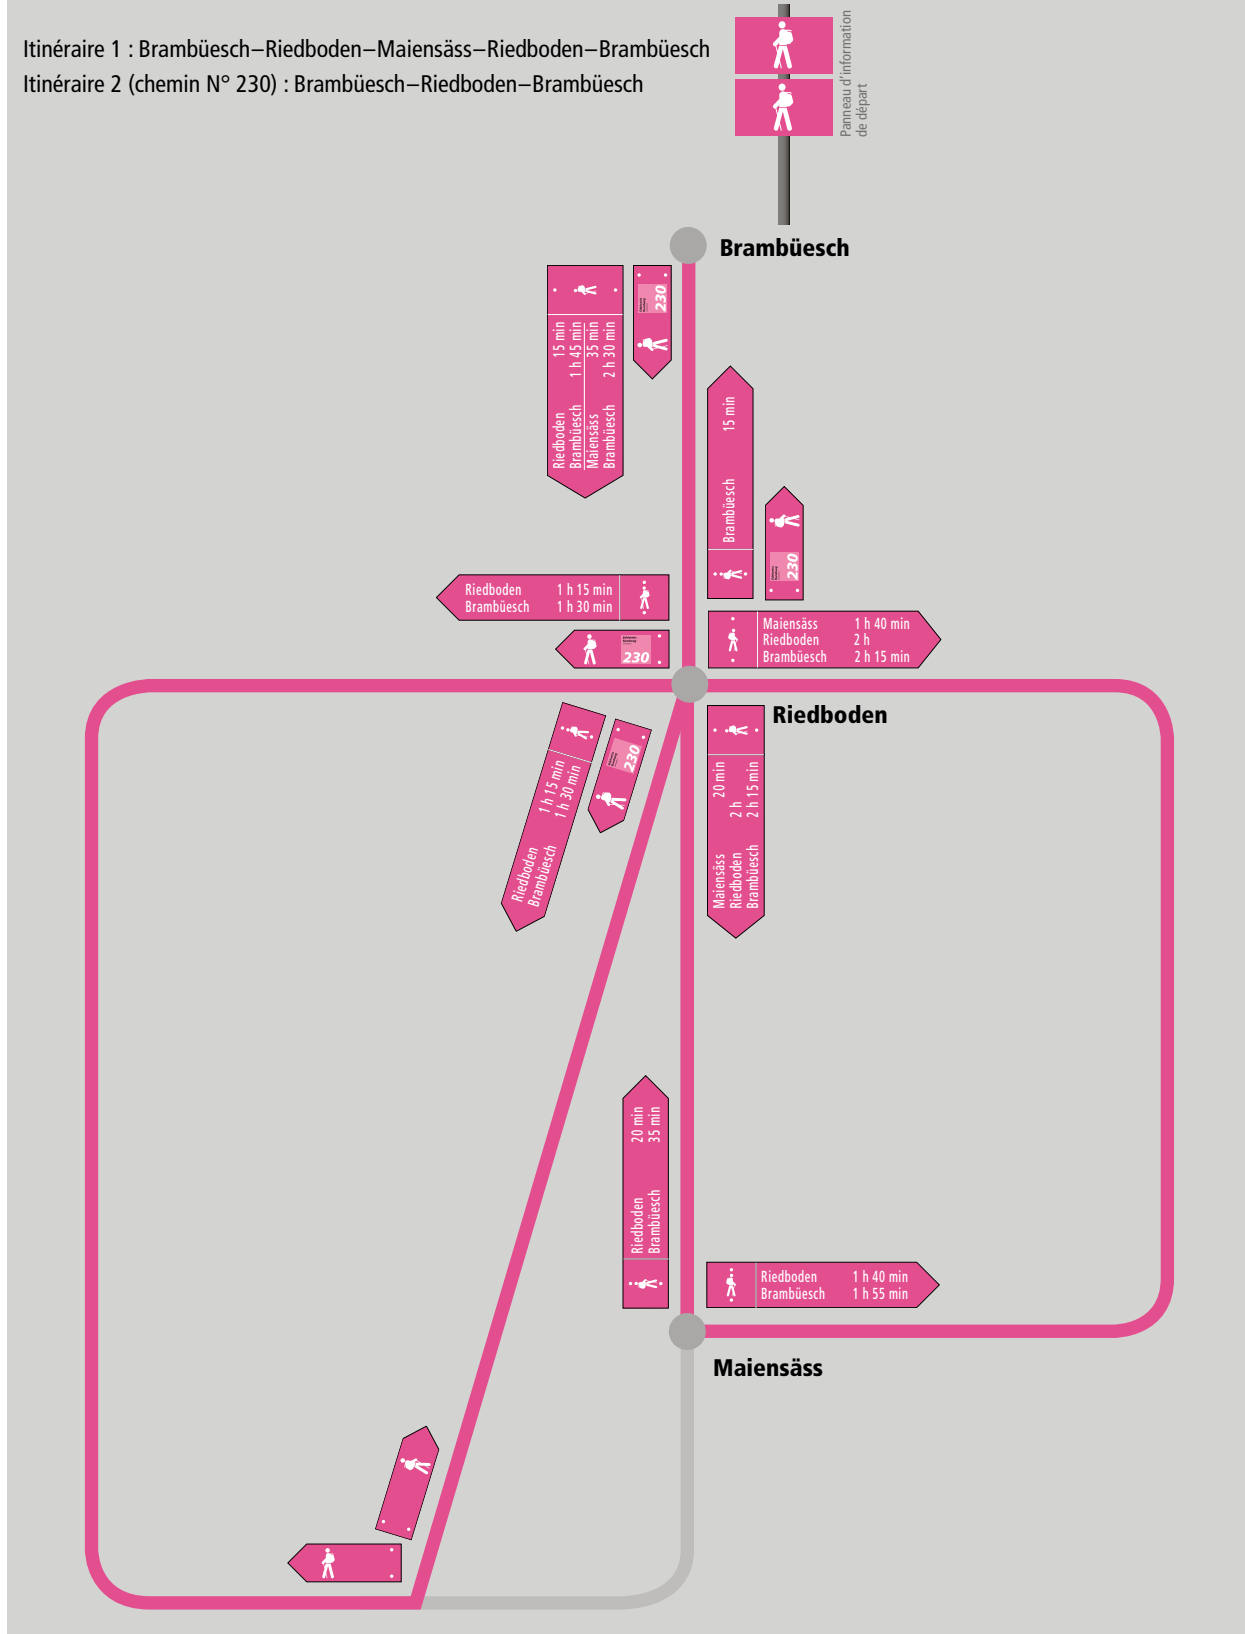 Itinéraire 1 : Brambüesch–Riedboden–Maiensäss–Riedboden–Brambüesch
Itinéraire 2 (chemin N° 230) : Brambüesch–Riedboden–Brambüesch
Panneau d'information
de départ
Brambüesch
Riedboden 15 min
Brambüesch 1 h 45 min
Maiensäss 35 min
Brambüesch 2 h 30 min
230
Brambüesch 15 min
230
Riedboden 1 h 15 min
Brambüesch 1 h 30 min
230
Maiensäss 1 h 40 min
Riedboden 2 h
Brambüesch 2 h 15 min
Riedboden
Riedboden 1 h 15 min
Brambüesch 1 h 30 min
230
Maiensäss 20 min
Riedboden 2 h
Brambüesch 2 h 15 min
Riedboden 20 min
Brambüesch 35 min
Riedboden 1 h 40 min
Brambüesch 1 h 55 min
Maiensäss